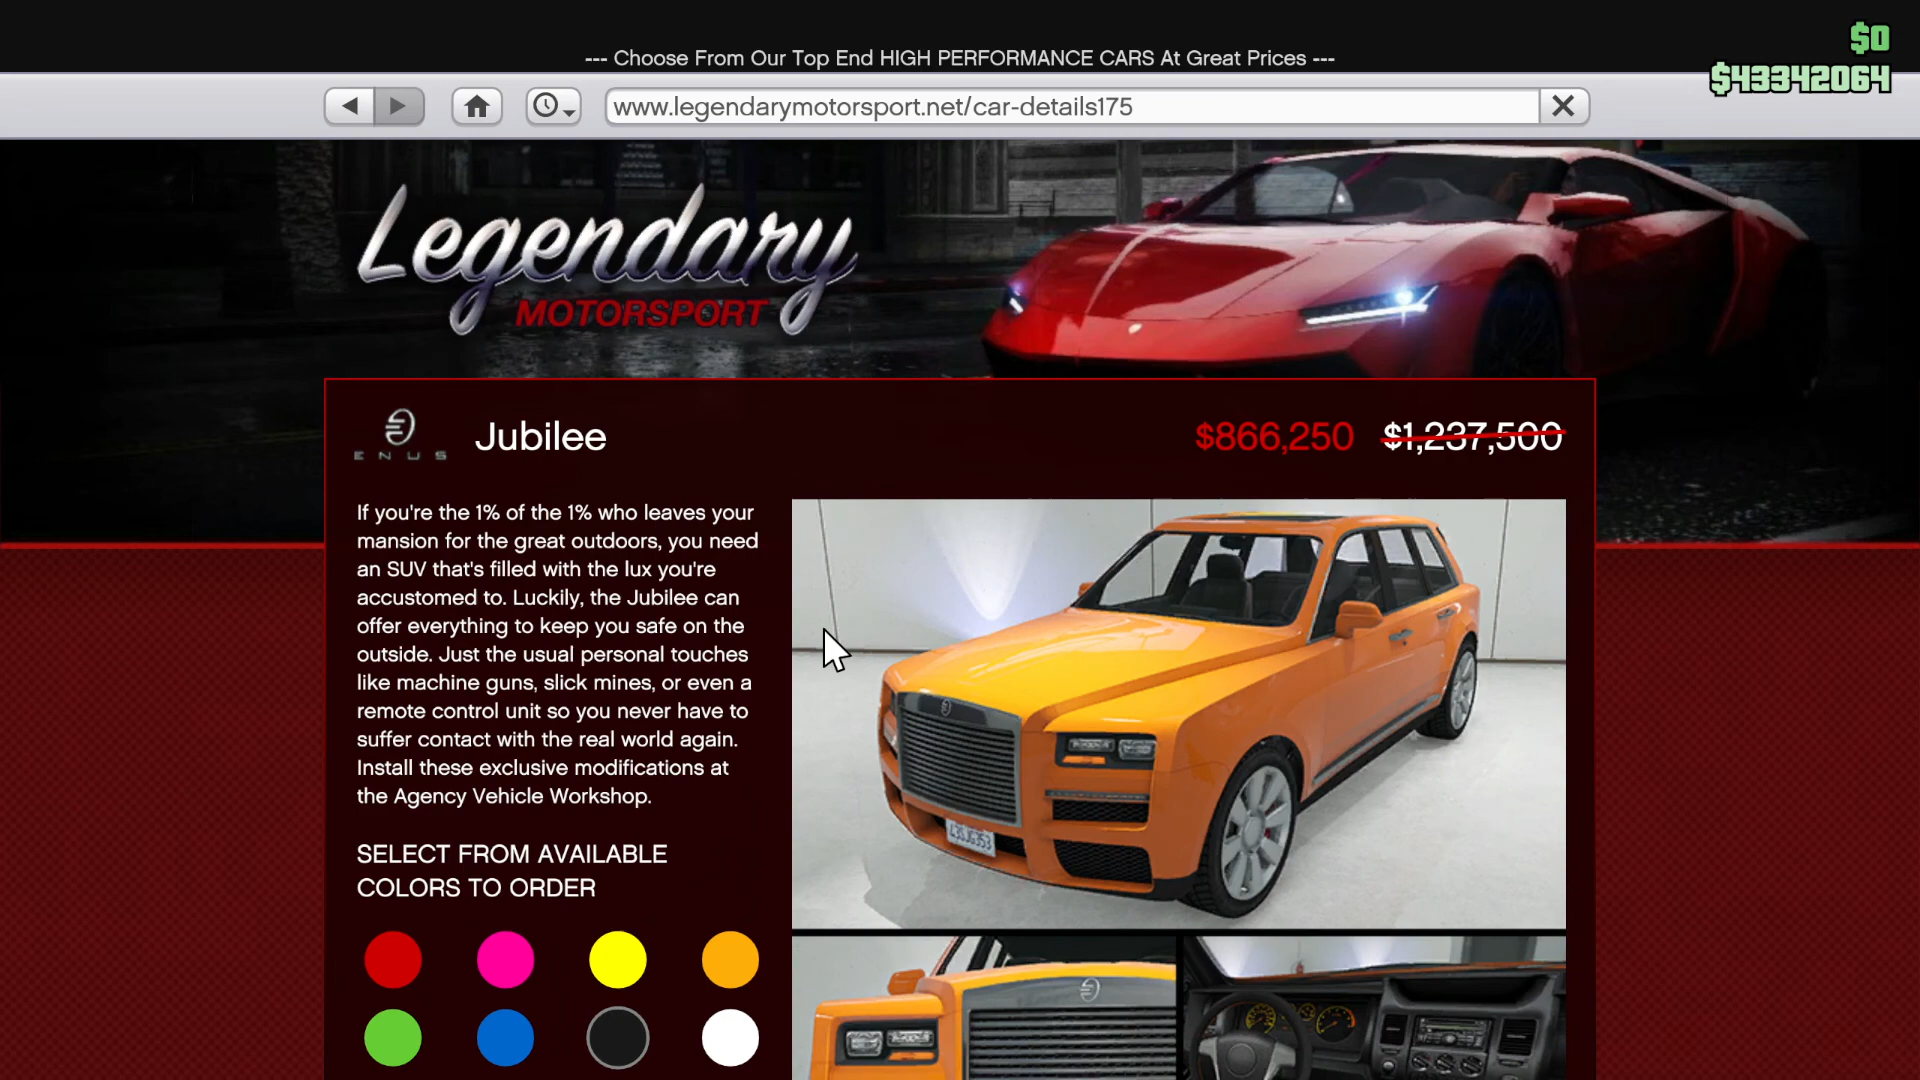 $0
--- Choose From Our Top End HIGH PERFORMANCE CARS At Great Prices ---
$43342064
www.legendarymotorsport.net/car-details175
Legendary
MOTORSPORT
ENUS
Jubilee
$866,250 $1,237,500
If you're the 1% of the 1% who leaves your
mansion for the great outdoors, you need
an SUV that's filled with the lux you're
accustomed to. Luckily, the Jubilee can
offer everything to keep you safe on the
outside. Just the usual personal touches
like machine guns, slick mines, or even a
remote control unit so you never have to
suffer contact with the real world again.
Install these exclusive modifications at
the Agency Vehicle Workshop.
SELECT FROM AVAILABLE
COLORS TO ORDER